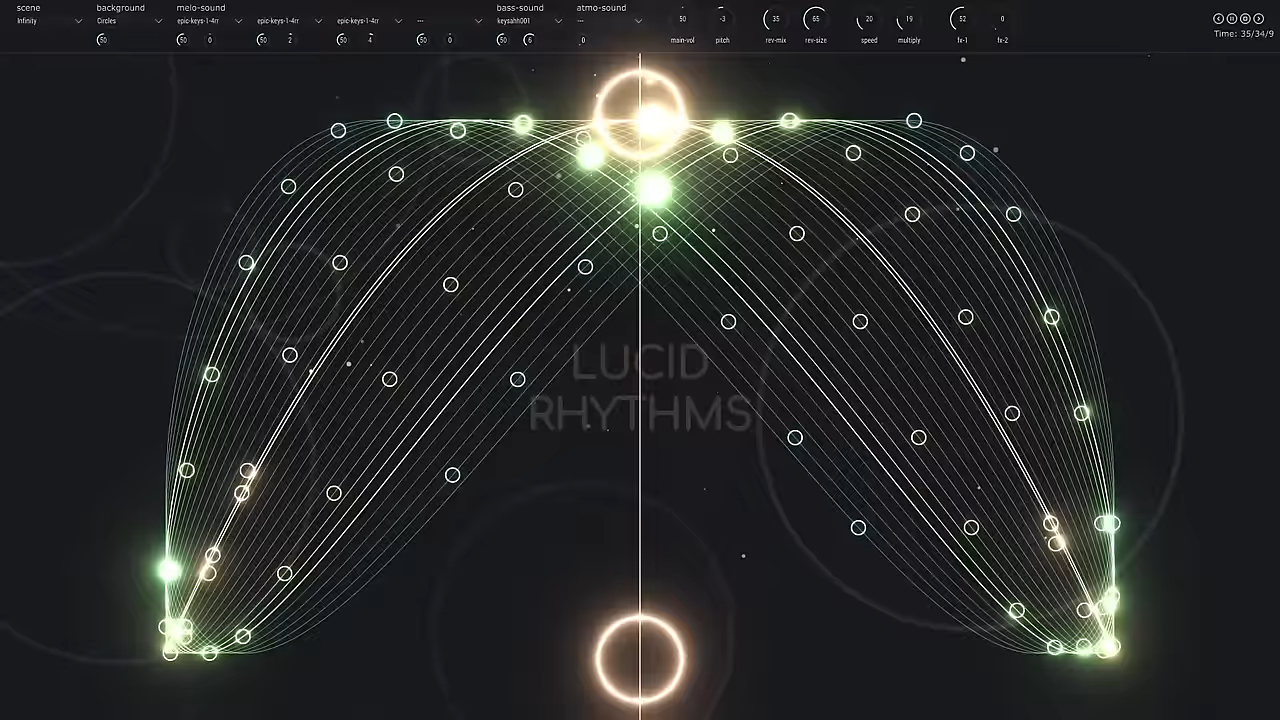 scene background melo-sound bass-sound atmo-sound
Infinity Circles epic-keys-1-4rr epic-keys-1-4rr epic-keys-1-4rr --- keysahh001 ---
50 -3 35 65 20 19 52 0
50 50 0 50 2 50 4 50 0 50 6 0
main-vol pitch rev-mix rev-size speed multiply fx-1 fx-2
Time: 35/34/9
LUCID
RHYTHMS